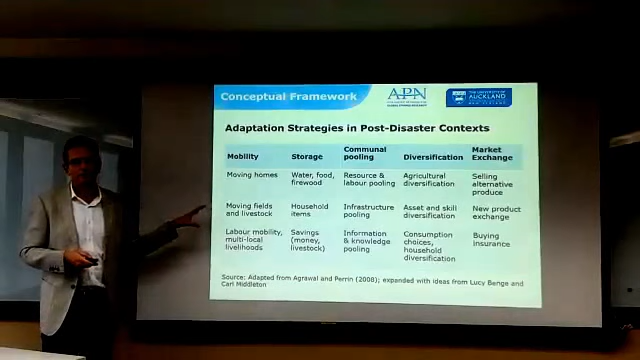 Conceptual Framework
APN
THE UNIVERSITY OF
AUCKLAND
NEW ZEALAND
Adaptation Strategies in Post-Disaster Contexts
Mobility
Storage
Communal
pooling
Diversification
Market
Exchange
Moving homes
Water, food,
firewood
Resource &
labour pooling
Agricultural
diversification
Selling
alternative
produce
Moving fields
and livestock
Household
items
Infrastructure
pooling
Asset and skill
diversification
New product
exchange
Labour mobility,
multi-local
livelihoods
Savings
(money,
livestock)
Information
& knowledge
pooling
Consumption
choices,
household
diversification
Buying
insurance
Source: Adapted from Agrawal and Perrin (2008); expanded with ideas from Lucy Benge and
Carl Middleton